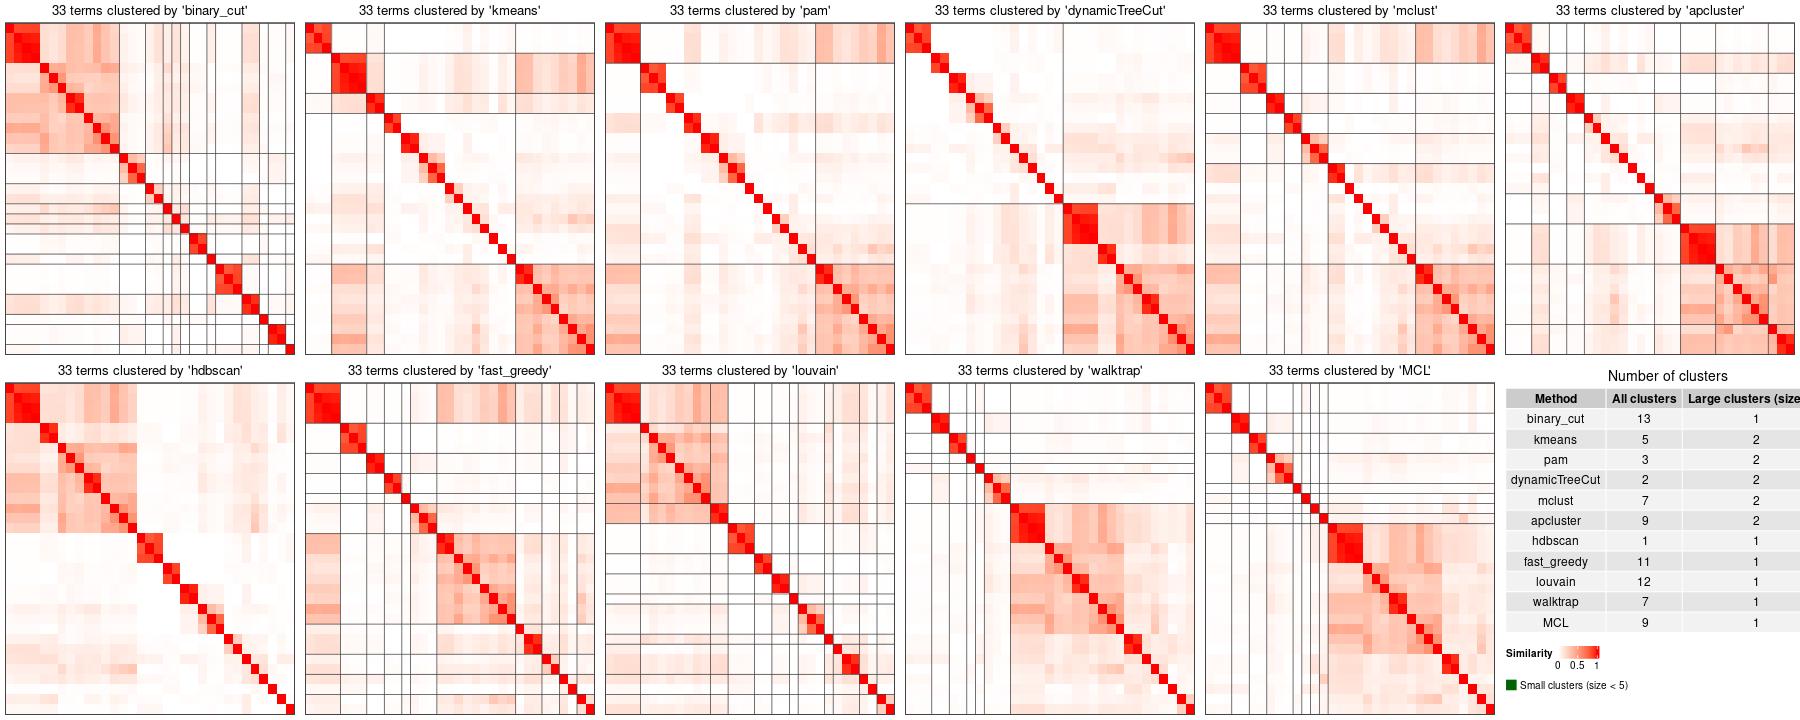 33 terms clustered by 'binary_cut'
33 terms clustered by 'kmeans'
33 terms clustered by 'pam'
33 terms clustered by 'dynamicTreeCut'
33 terms clustered by 'mclust'
33 terms clustered by 'apcluster'
33 terms clustered by 'hdbscan'
33 terms clustered by 'fast_greedy'
33 terms clustered by 'louvain'
33 terms clustered by 'walktrap'
33 terms clustered by 'MCL'
Number of clusters
Method All clusters Large clusters (size
binary_cut 13 1
kmeans 5 2
pam 3 2
dynamicTreeCut 2 2
mclust 7 2
apcluster 9 2
hdbscan 1 1
fast_greedy 11 1
louvain 12 1
walktrap 7 1
MCL 9 1
Similarity
0 0.5 1
Small clusters (size < 5)